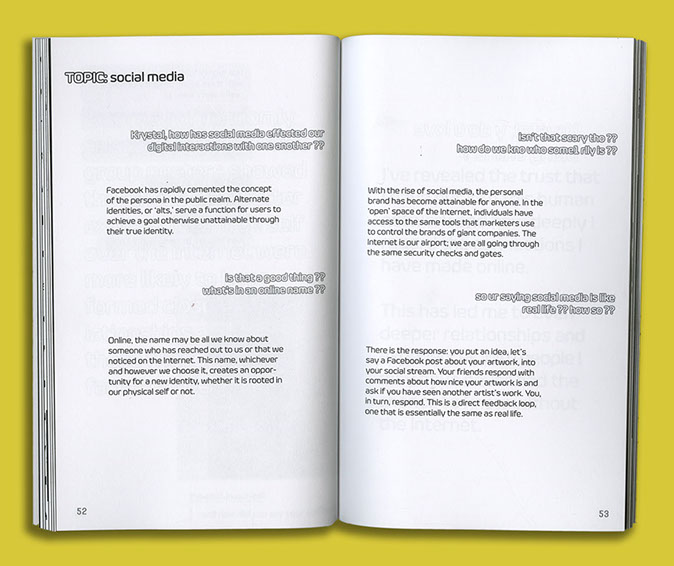 TOPIC: social media
Krystal, how has social media effected our
digital interactions with one another ??
Facebook has rapidly cemented the concept
of the persona in the public realm. Alternate
identities, or ‘alts,’ serve a function for users to
achieve a goal otherwise unattainable through
their true identity.
is that a good thing ??
what's in an online name ??
Online, the name may be all we know about
someone who has reached out to us or that we
noticed on the Internet. This name, whichever
and however we choose it, creates an oppor-
tunity for a new identity, whether it is rooted in
our physical self or not.
52
isn't that scary tho ??
how do we kno who some1 rlly is ??
With the rise of social media, the personal
brand has become attainable for anyone. In the
‘open’ space of the Internet, individuals have
access to the same tools that marketers use
to control the brands of giant companies. The
Internet is our airport; we are all going through
the same security checks and gates.
so ur saying social media is like
real life ?? how so ??
There is the response: you put an idea, let's
say a Facebook post about your artwork, into
your social stream. Your friends respond with
comments about how nice your artwork is and
ask if you have seen another artist's work. You,
in turn, respond. This is a direct feedback loop,
one that is essentially the same as real life.
53